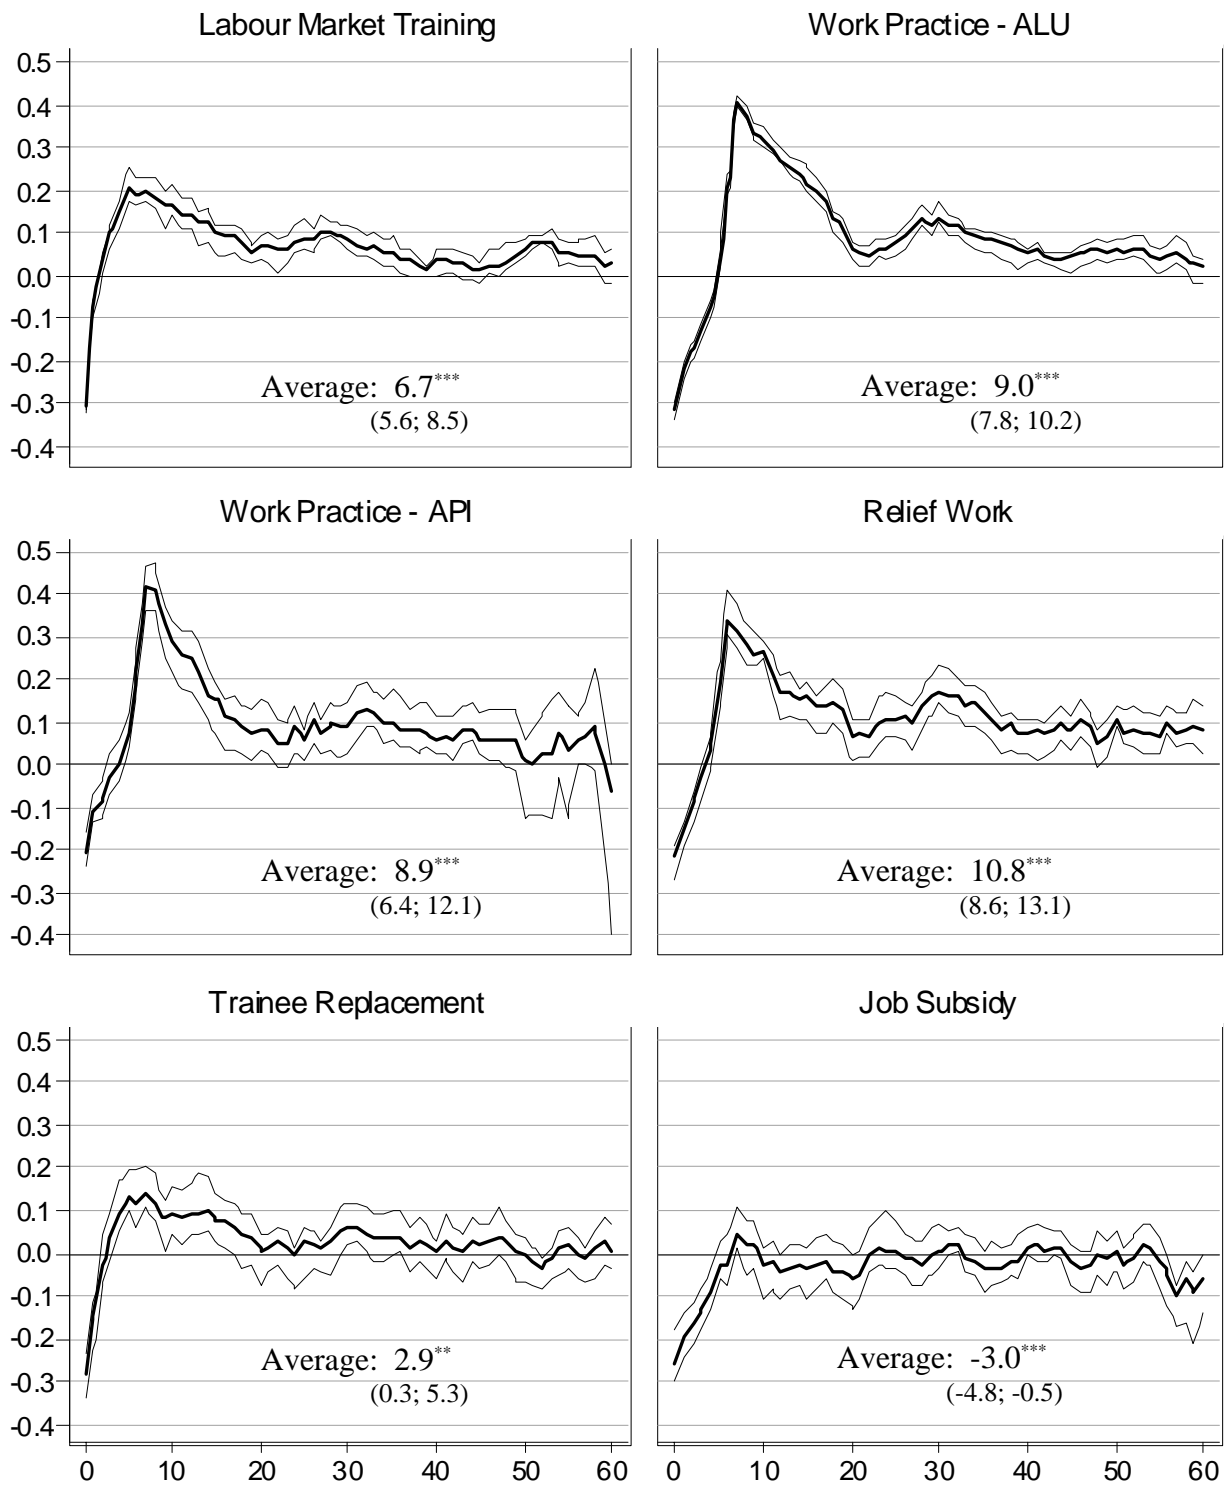 Labour Market Training
Work Practice - ALU
0.5
0.4
0.3
0.2
0.1
0.0
-0.1
-0.2
-0.3
-0.4
Average: 6.7***
(5.6; 8.5)
Average: 9.0***
(7.8; 10.2)
Work Practice - API
Relief Work
0.5
0.4
0.3
0.2
0.1
0.0
-0.1
-0.2
-0.3
-0.4
Average: 8.9***
(6.4; 12.1)
Average: 10.8***
(8.6; 13.1)
Trainee Replacement
Job Subsidy
0.5
0.4
0.3
0.2
0.1
0.0
-0.1
-0.2
-0.3
-0.4
Average: 2.9**
(0.3; 5.3)
Average: -3.0***
(-4.8; -0.5)
0 10 20 30 40 50 60
0 10 20 30 40 50 60